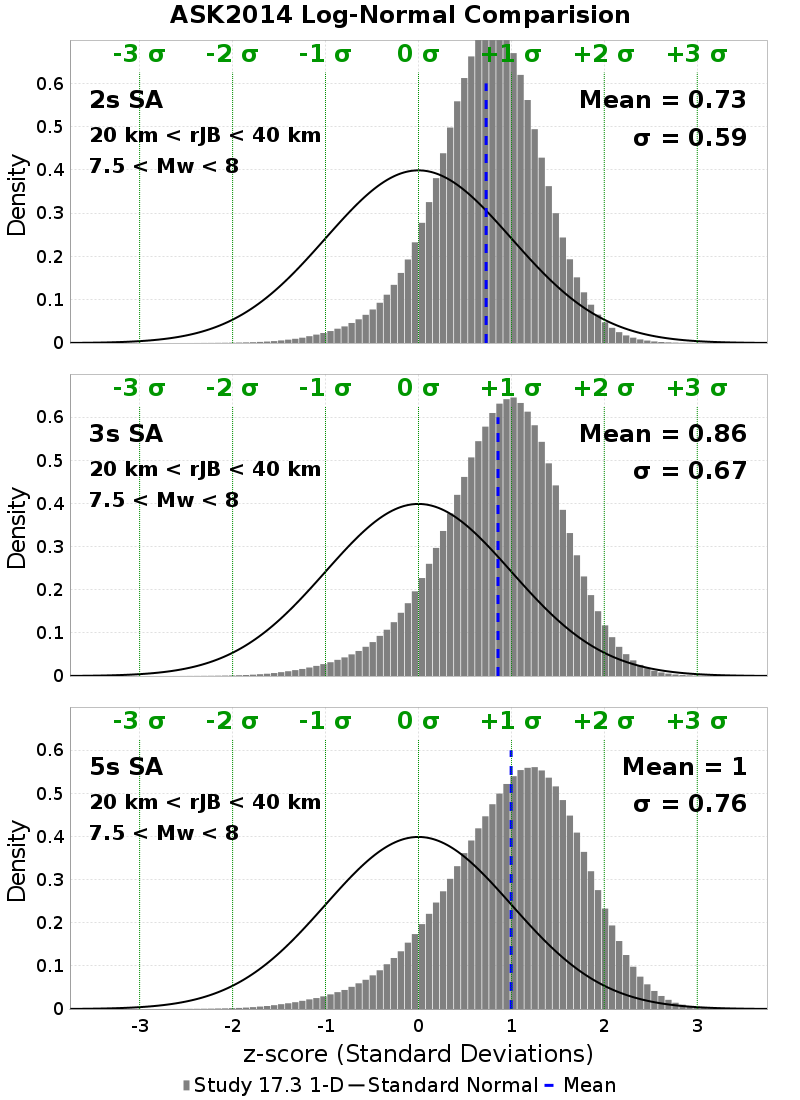 ASK2014 Log-Normal Comparision
-3 σ -2 σ -1 σ 0 σ +1 σ +2 σ +3 σ
2s SA
20 km < rJB < 40 km
7.5 < Mw < 8
Mean = 0.73
σ = 0.59
Density
0.6
0.5
0.4
0.3
0.2
0.1
0
-3 σ -2 σ -1 σ 0 σ +1 σ +2 σ +3 σ
3s SA
20 km < rJB < 40 km
7.5 < Mw < 8
Mean = 0.86
σ = 0.67
Density
0.6
0.5
0.4
0.3
0.2
0.1
0
-3 σ -2 σ -1 σ 0 σ +1 σ +2 σ +3 σ
5s SA
20 km < rJB < 40 km
7.5 < Mw < 8
Mean = 1
σ = 0.76
Density
0.6
0.5
0.4
0.3
0.2
0.1
0
-3 -2 -1 0 1 2 3
z-score (Standard Deviations)
Study 17.3 1-D Standard Normal Mean